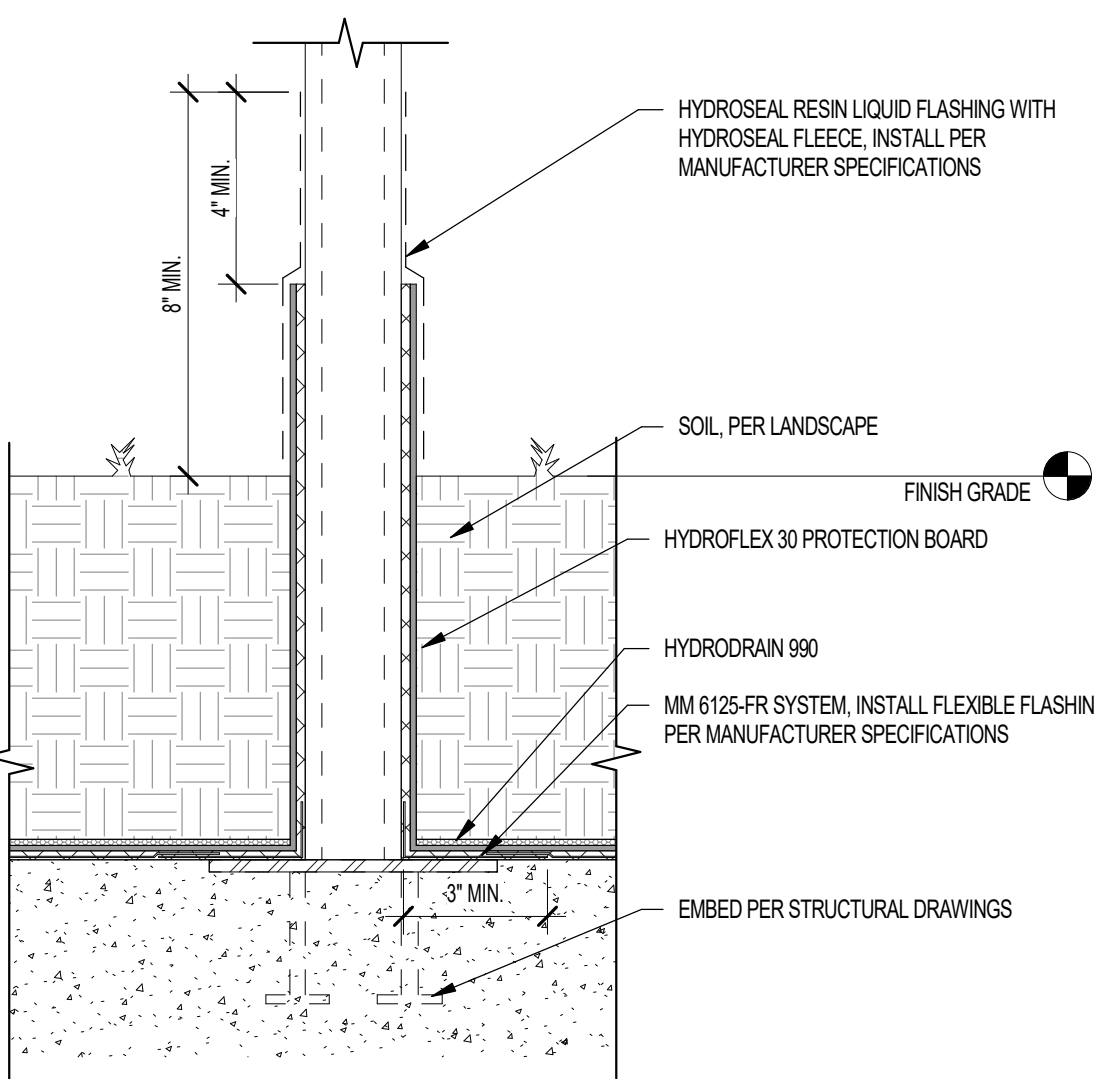 HYDROSEAL RESIN LIQUID FLASHING WITH
HYDROSEAL FLEECE, INSTALL PER
MANUFACTURER SPECIFICATIONS
4" MIN.
8" MIN.
SOIL, PER LANDSCAPE
FINISH GRADE
HYDROFLEX 30 PROTECTION BOARD
HYDRODRAIN 990
MM 6125-FR SYSTEM, INSTALL FLEXIBLE FLASHIN
PER MANUFACTURER SPECIFICATIONS
3" MIN.
EMBED PER STRUCTURAL DRAWINGS